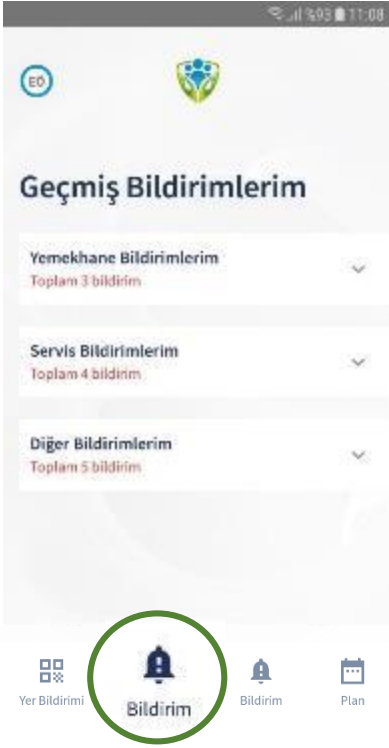 %93 11:08
EÖ
Geçmiş Bildirimlerim
Yemekhane Bildirimlerim
Toplam 3 bildirim
Servis Bildirimlerim
Toplam 4 bildirim
Diğer Bildirimlerim
Toplam 5 bildirim
Yer Bildirimi
Bildirim
Bildirim
Plan